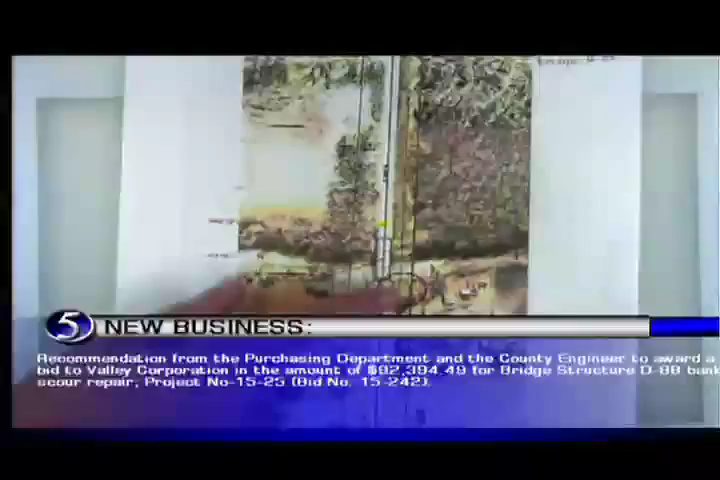 5 NEW BUSINESS:
Recommendation from the Purchasing Department and the County Engineer to award a
bid to Valley Corporation in the amount of $92,394.49 for Bridge Structure D-88 bank
scour repair, Project No-15-25 (Bid No. 15-242).